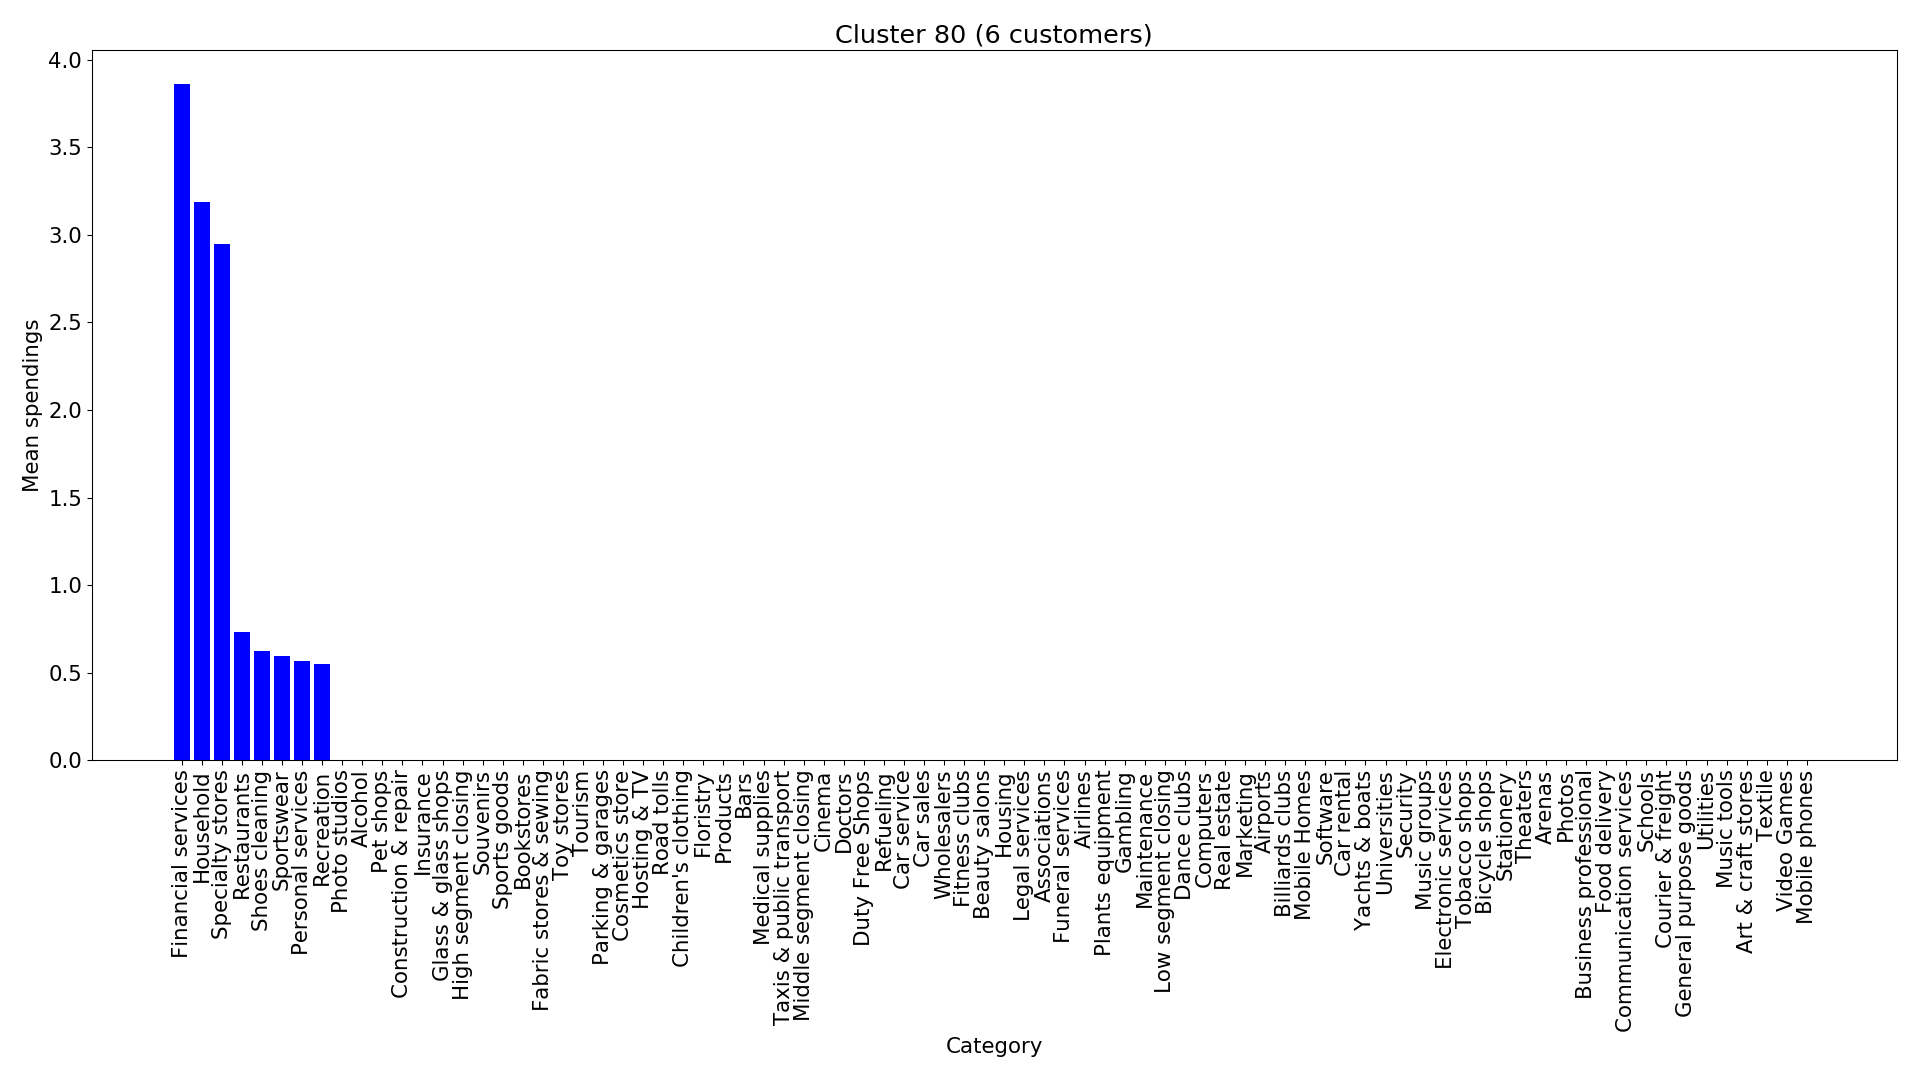 Cluster 80 (6 customers)
4.0
3.5
3.0
2.5
2.0
1.5
1.0
0.5
0.0
Mean spendings
Financial services
Household
Specialty stores
Restaurants
Shoes cleaning
Sportswear
Personal services
Recreation
Photo studios
Alcohol
Pet shops
Construction & repair
Insurance
Glass & glass shops
High segment closing
Souvenirs
Sports goods
Bookstores
Fabric stores & sewing
Toy stores
Tourism
Parking & garages
Cosmetics store
Hosting & TV
Road tolls
Children's clothing
Floristry
Products
Bars
Medical supplies
Taxis & public transport
Middle segment closing
Cinema
Doctors
Duty Free Shops
Refueling
Car service
Car sales
Wholesalers
Fitness clubs
Beauty salons
Housing
Legal services
Associations
Funeral services
Airlines
Plants equipment
Gambling
Maintenance
Low segment closing
Dance clubs
Computers
Real estate
Marketing
Airports
Billiards clubs
Mobile Homes
Software
Car rental
Yachts & boats
Universities
Security
Music groups
Electronic services
Tobacco shops
Bicycle shops
Stationery
Theaters
Arenas
Photos
Business professional
Food delivery
Communication services
Schools
Courier & freight
General purpose goods
Utilities
Music tools
Art & craft stores
Textile
Video Games
Mobile phones
Category